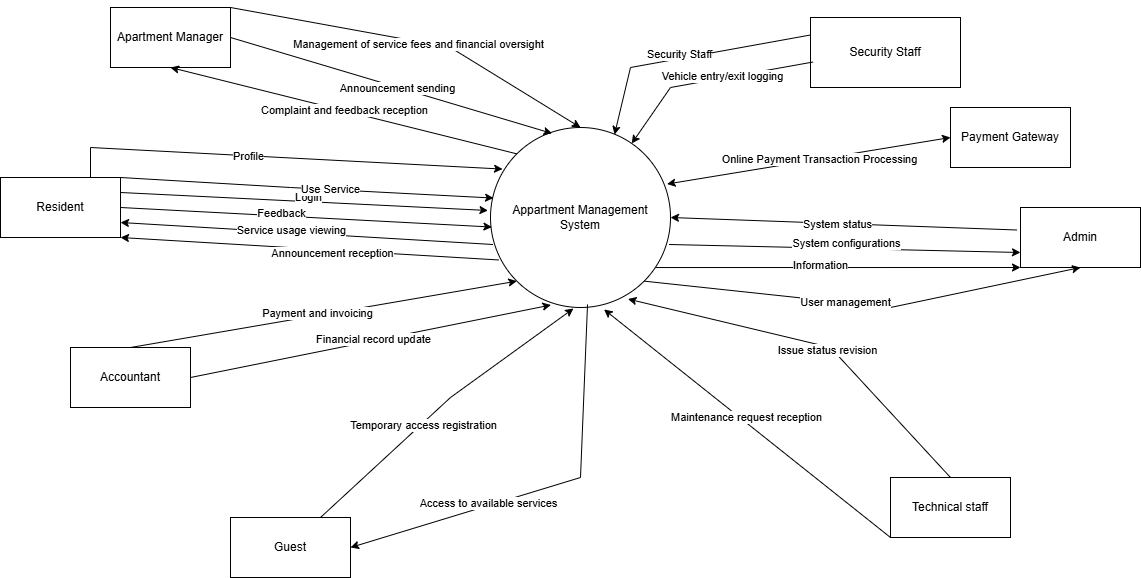 Apartment Manager
Management of service fees and financial oversight
Security Staff
Security Staff
Vehicle entry/exit logging
Announcement sending
Complaint and feedback reception
Payment Gateway
Online Payment Transaction Processing
Profile
Use Service
Login
Resident
Feedback
Service usage viewing
Announcement reception
Appartment Management
System
System status
Admin
System configurations
Information
User management
Payment and invoicing
Financial record update
Accountant
Issue status revision
Maintenance request reception
Temporary access registration
Access to available services
Technical staff
Guest